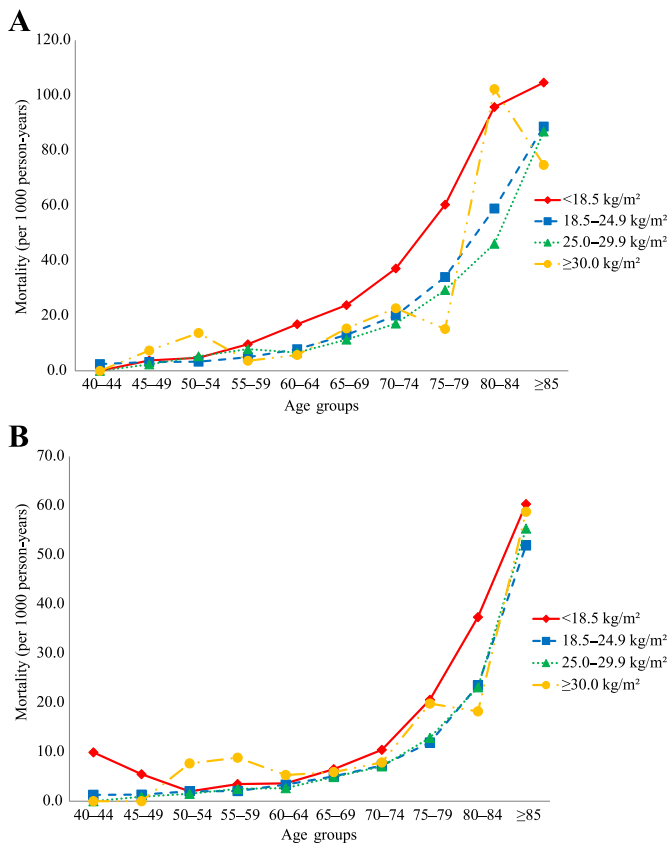 A
120.0
100.0
80.0
60.0
40.0
20.0
0.0
Mortality (per 1000 person-years)
40–44 45–49 50–54 55–59 60–64 65–69 70–74 75–79 80–84 ≥85
Age groups
<18.5 kg/m²
18.5–24.9 kg/m²
25.0–29.9 kg/m²
≥30.0 kg/m²
B
70.0
60.0
50.0
40.0
30.0
20.0
10.0
0.0
Mortality (per 1000 person-years)
40–44 45–49 50–54 55–59 60–64 65–69 70–74 75–79 80–84 ≥85
Age groups
<18.5 kg/m²
18.5–24.9 kg/m²
25.0–29.9 kg/m²
≥30.0 kg/m²